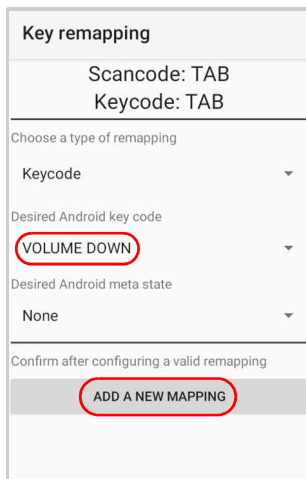 Key remapping
Scancode: TAB
Keycode: TAB
Choose a type of remapping
Keycode
Desired Android key code
VOLUME DOWN
Desired Android meta state
None
Confirm after configuring a valid remapping
ADD A NEW MAPPING